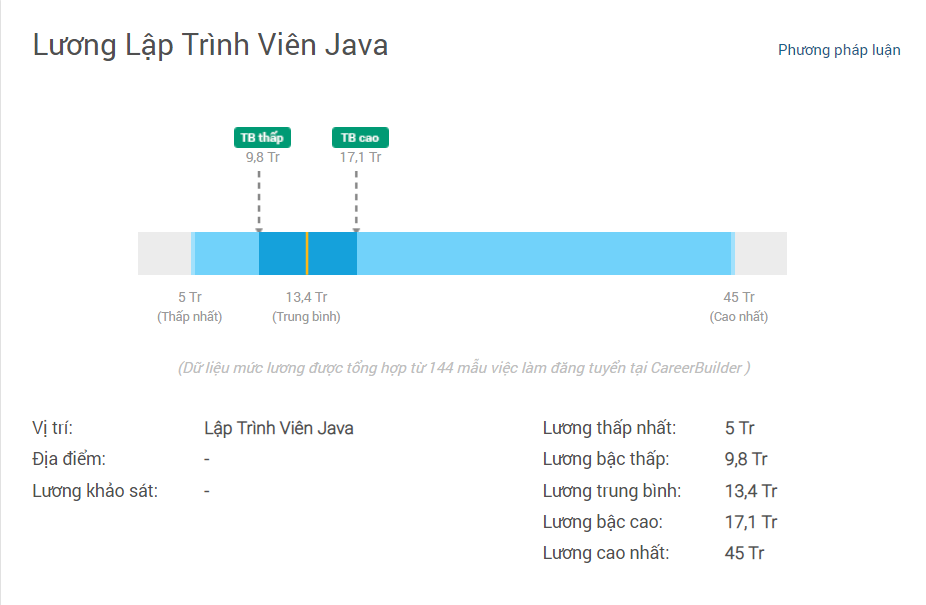 Lương Lập Trình Viên Java
Phương pháp luận
TB thấp
TB cao
9,8 Tr
17,1 Tr
5 Tr
13,4 Tr
45 Tr
(Thấp nhất)
(Trung bình)
(Cao nhất)
(Dữ liệu mức lương được tổng hợp từ 144 mẫu việc làm đăng tuyển tại CareerBuilder )
Vị trí: Lập Trình Viên Java
Địa điểm: -
Lương khảo sát: -
Lương thấp nhất: 5 Tr
Lương bậc thấp: 9,8 Tr
Lương trung bình: 13,4 Tr
Lương bậc cao: 17,1 Tr
Lương cao nhất: 45 Tr